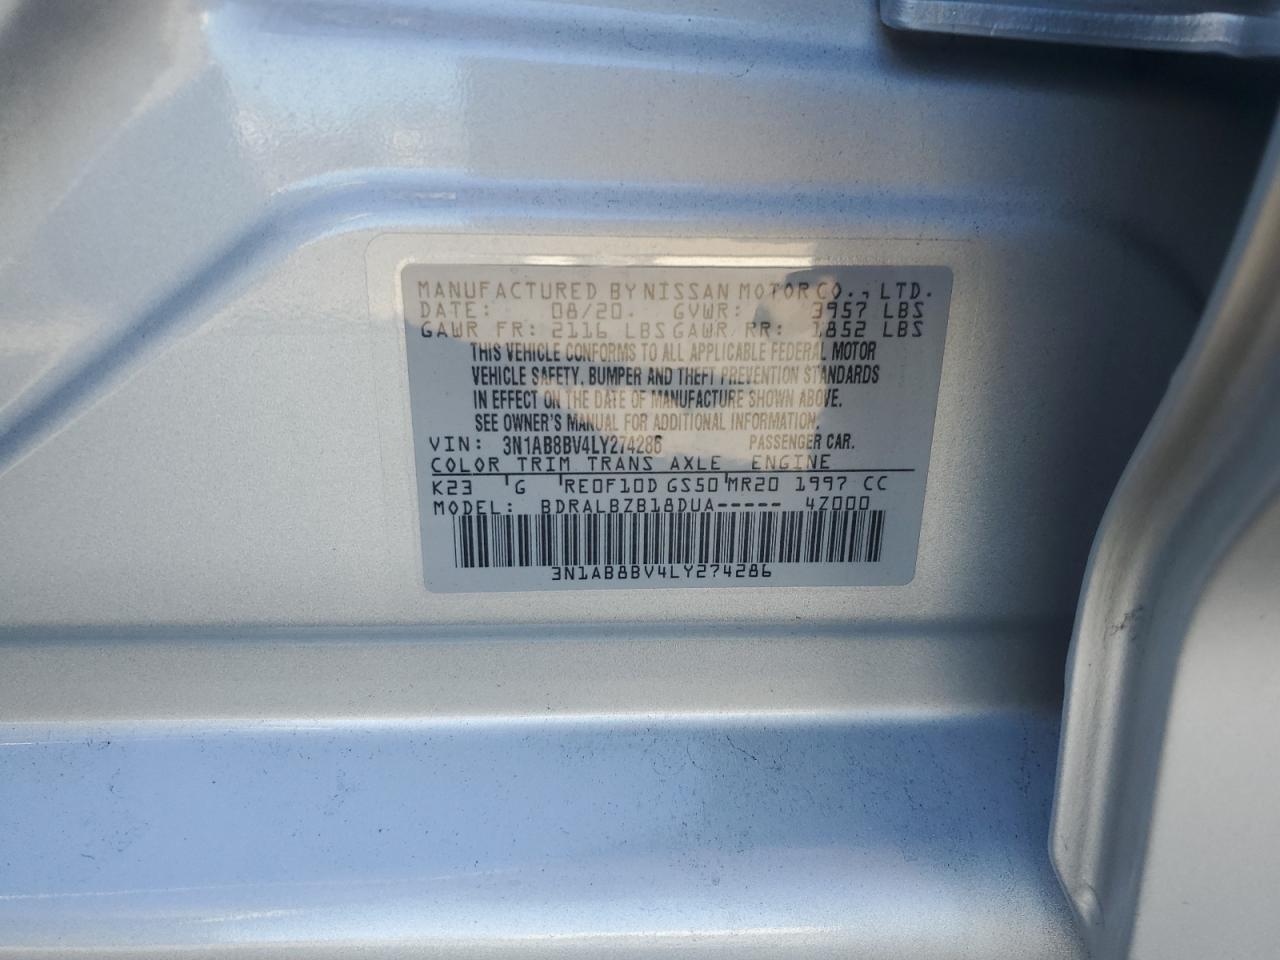 MANUFACTURED BY NISSAN MOTOR CO., LTD.
DATE: 08/20. GVWR: 3957 LBS
GAWR FR: 2116 LBS GAWR RR: 1852 LBS
THIS VEHICLE CONFORMS TO ALL APPLICABLE FEDERAL MOTOR
VEHICLE SAFETY, BUMPER AND THEFT PREVENTION STANDARDS
IN EFFECT ON THE DATE OF MANUFACTURE SHOWN ABOVE.
SEE OWNER'S MANUAL FOR ADDITIONAL INFORMATION.
VIN: 3N1AB8BV4LY274286 PASSENGER CAR.
COLOR TRIM TRANS AXLE ENGINE
K23 G RE0F10D GS50 MR20 1997 CC
MODEL: BDRALBZB18DUA----- 4Z000
3N1AB8BV4LY274286